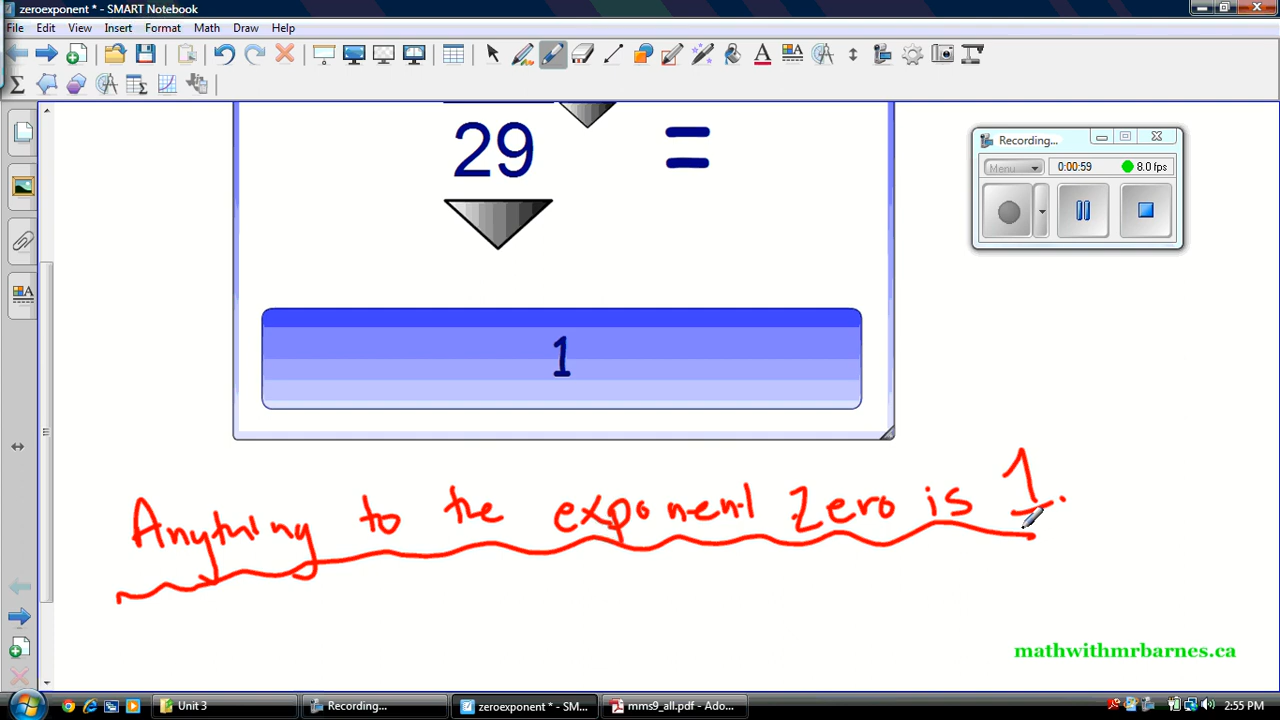 zeroexponent * - SMART Notebook
File Edit View Insert Format Math Draw Help
Recording...
Menu 0:00:59 8.0 fps
29 =
1
Anything to the exponent zero is 1.
mathwithmrbarnes.ca
Unit 3 Recording... zeroexponent * - SM... mms9_all.pdf - Ado... 2:55 PM